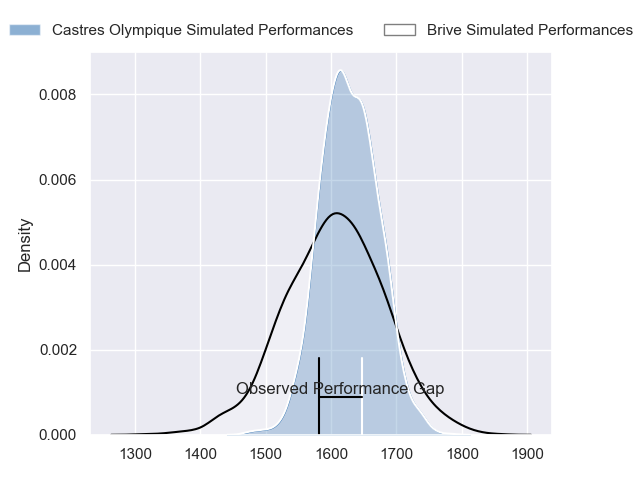 Castres Olympique Simulated Performances
Brive Simulated Performances
0.008
0.006
0.004
0.002
0.000
Density
Observed Performance Gap
1300 1400 1500 1600 1700 1800 1900